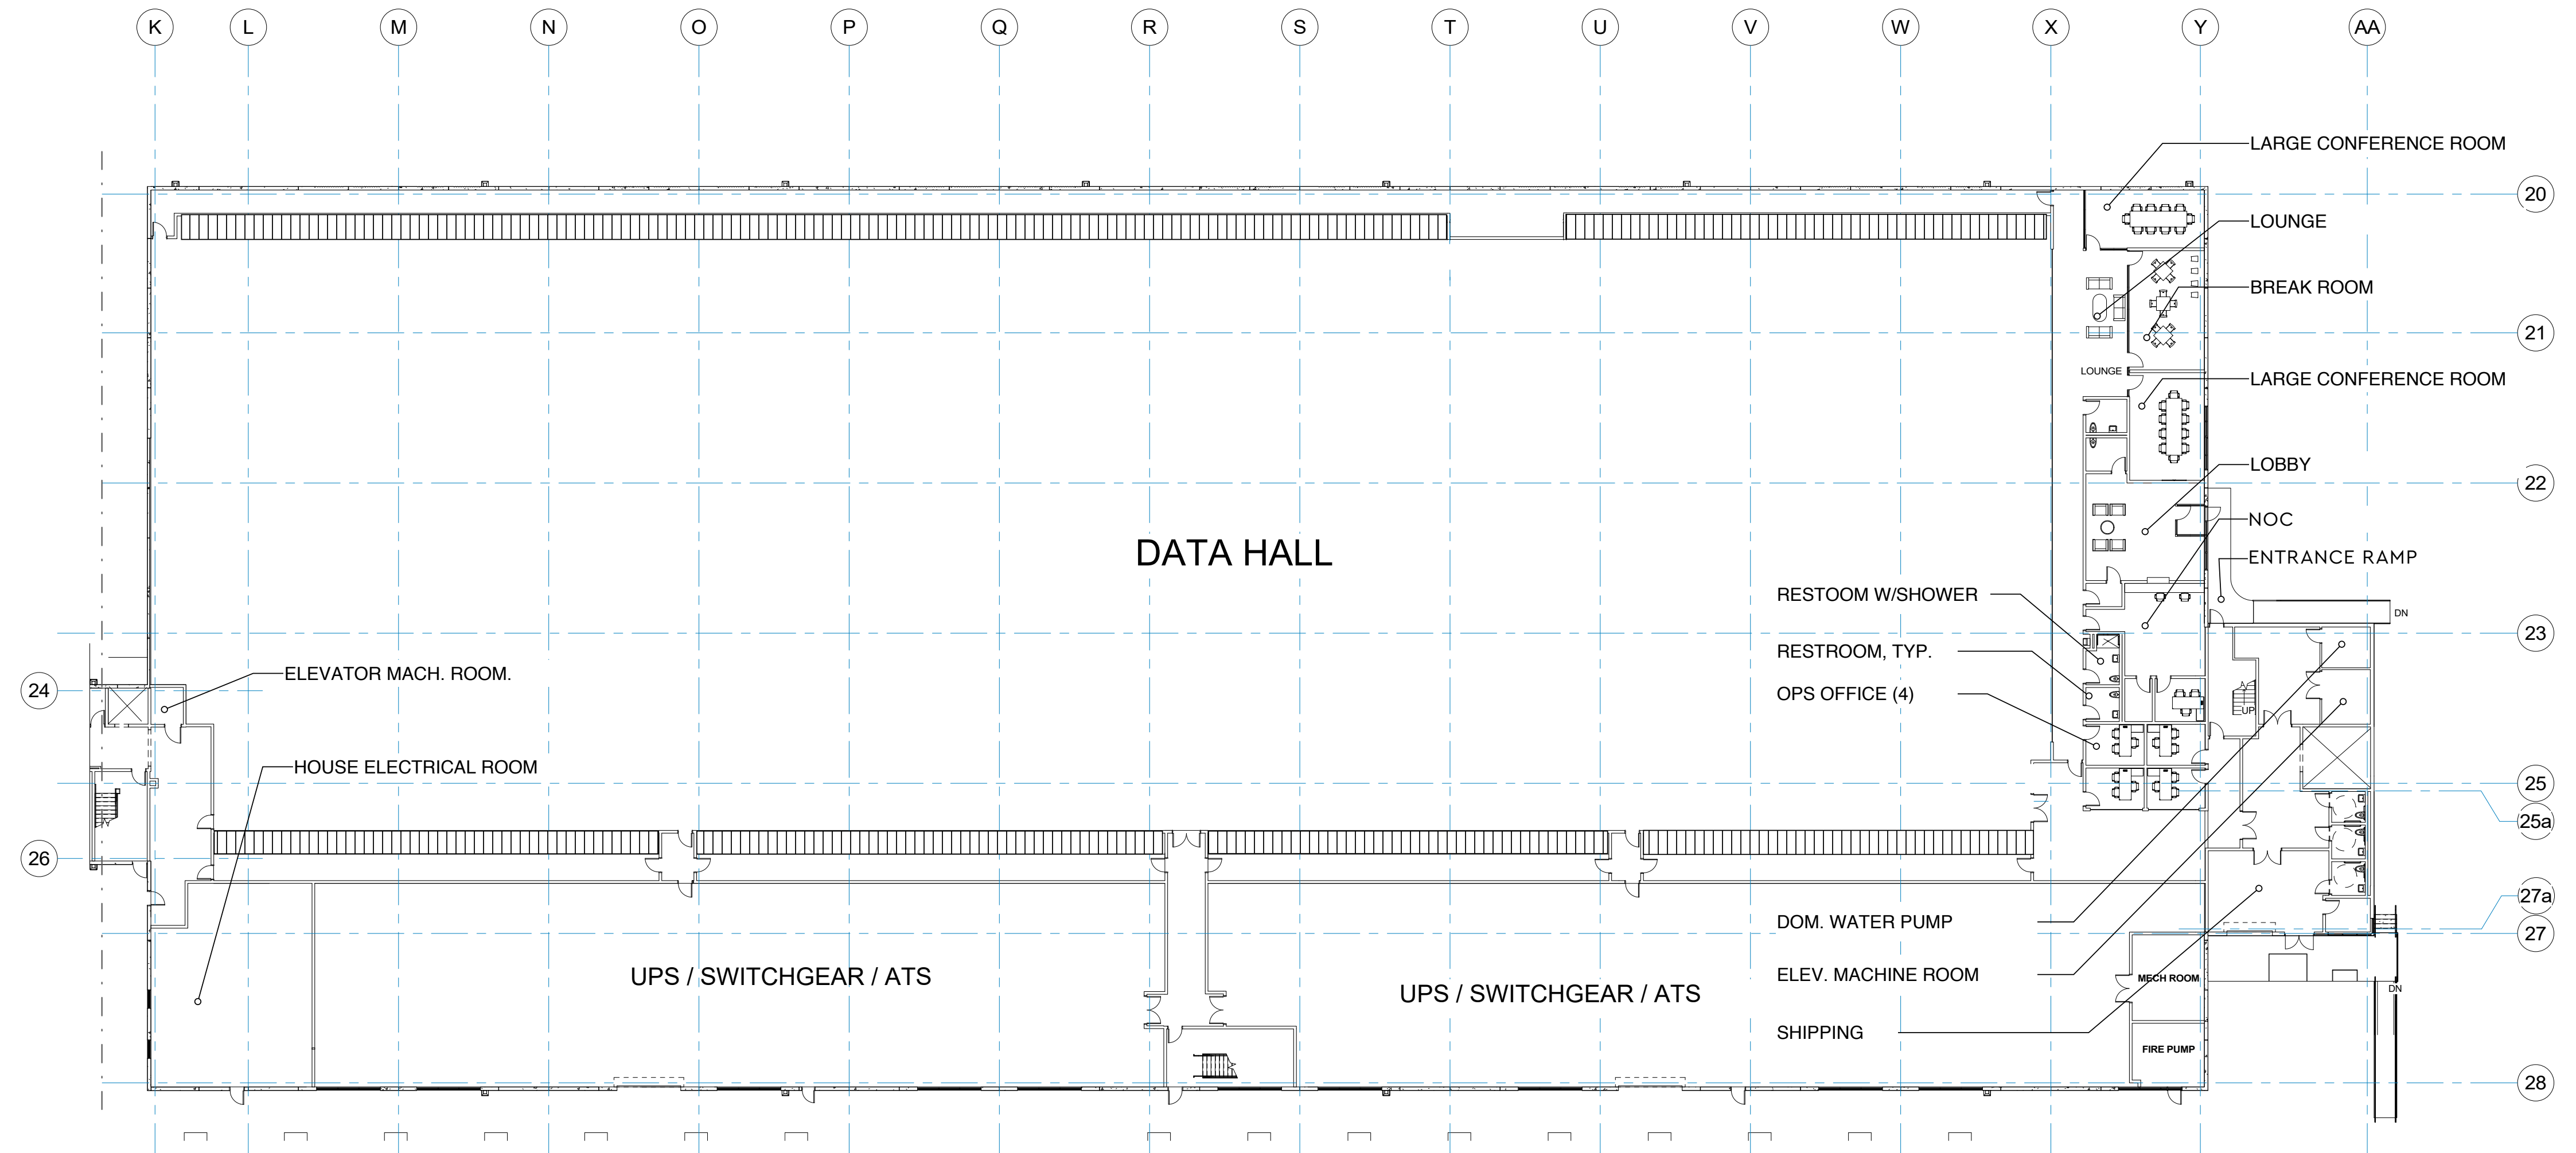 K L M N O P Q R S T U V W X Y AA
LARGE CONFERENCE ROOM
20
LOUNGE
BREAK ROOM
21
LOUNGE
LARGE CONFERENCE ROOM
LOBBY
22
NOC
DATA HALL
ENTRANCE RAMP
RESTOOM W/SHOWER
DN
23
RESTROOM, TYP.
ELEVATOR MACH. ROOM.
24
OPS OFFICE (4)
UP
HOUSE ELECTRICAL ROOM
25
25a
26
27a
DOM. WATER PUMP
27
UPS / SWITCHGEAR / ATS
ELEV. MACHINE ROOM
MECH ROOM
DN
UPS / SWITCHGEAR / ATS
SHIPPING
FIRE PUMP
28